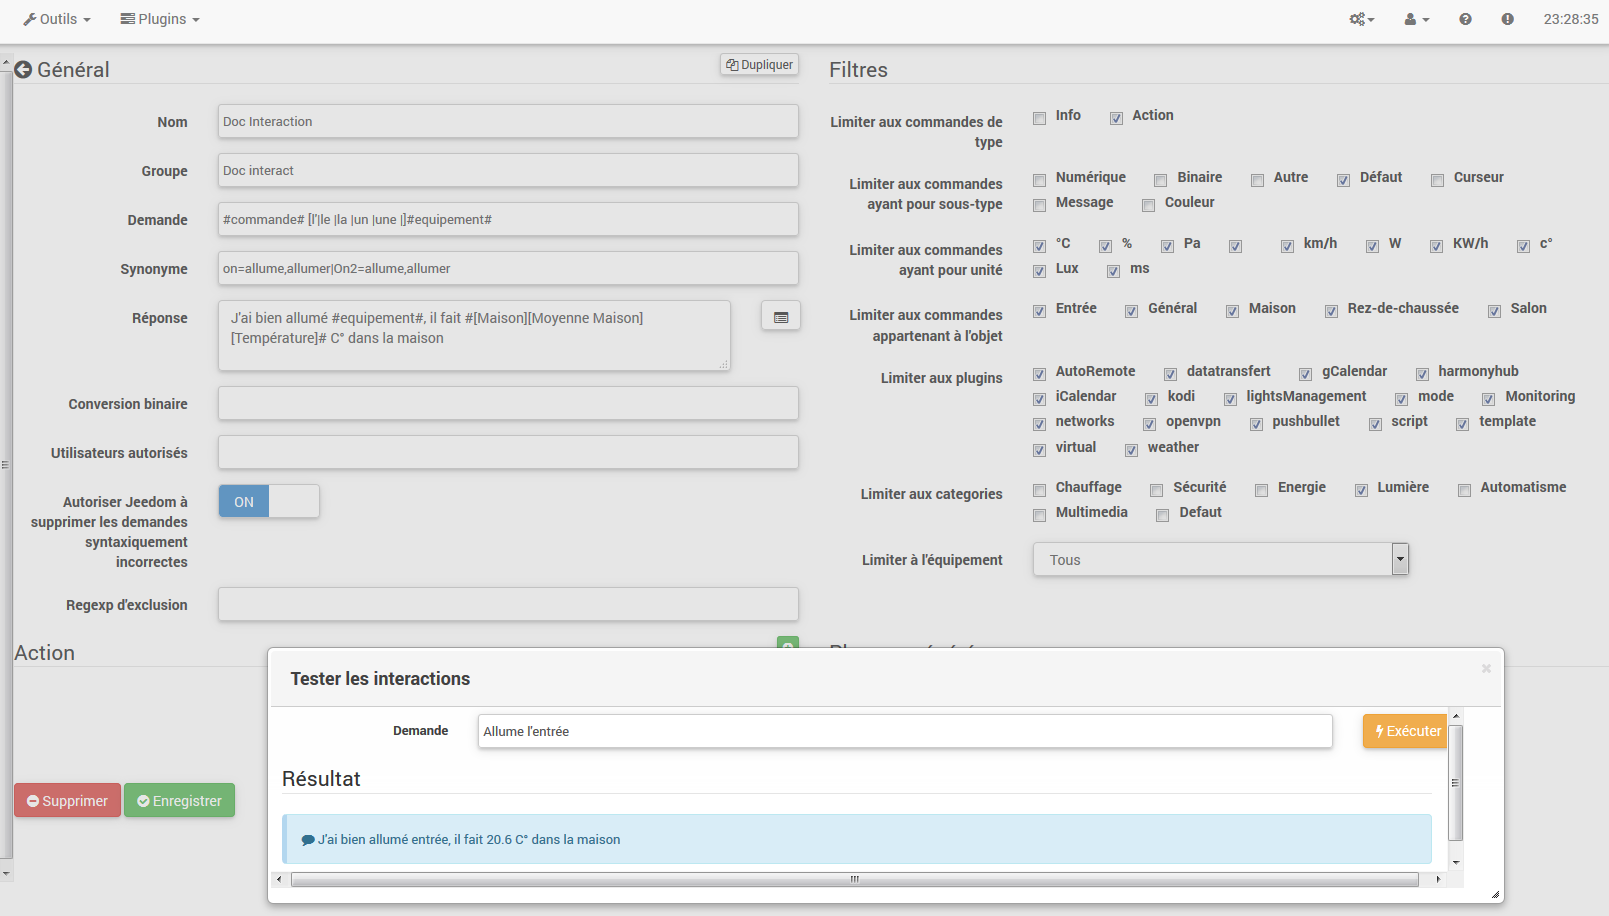 Outils Plugins 23:28:35
Général Dupliquer
Nom Doc Interaction
Groupe Doc interact
Demande #commande# [l'|le |la |un |une |]#equipement#
Synonyme on=allume,allumer|On2=allume,allumer
Réponse J'ai bien allumé #equipement#, il fait #[Maison][Moyenne Maison]
[Température]# C° dans la maison
Conversion binaire
Utilisateurs autorisés
Autoriser Jeedom à ON
supprimer les demandes
syntaxiquement
incorrectes
Regexp d'exclusion
Action
Supprimer Enregistrer
Filtres
Limiter aux commandes de
type
Info Action
Limiter aux commandes
ayant pour sous-type
Numérique Binaire Autre Défaut Curseur
Message Couleur
Limiter aux commandes
ayant pour unité
°C % Pa km/h W KW/h c°
Lux ms
Limiter aux commandes
appartenant à l'objet
Entrée Général Maison Rez-de-chaussée Salon
Limiter aux plugins
AutoRemote datatransfert gCalendar harmonyhub
iCalendar kodi lightsManagement mode Monitoring
networks openvpn pushbullet script template
virtual weather
Limiter aux categories
Chauffage Sécurité Energie Lumière Automatisme
Multimedia Defaut
Limiter à l'équipement Tous
Tester les interactions ×
Demande Allume l'entrée Exécuter
Résultat
J'ai bien allumé entrée, il fait 20.6 C° dans la maison